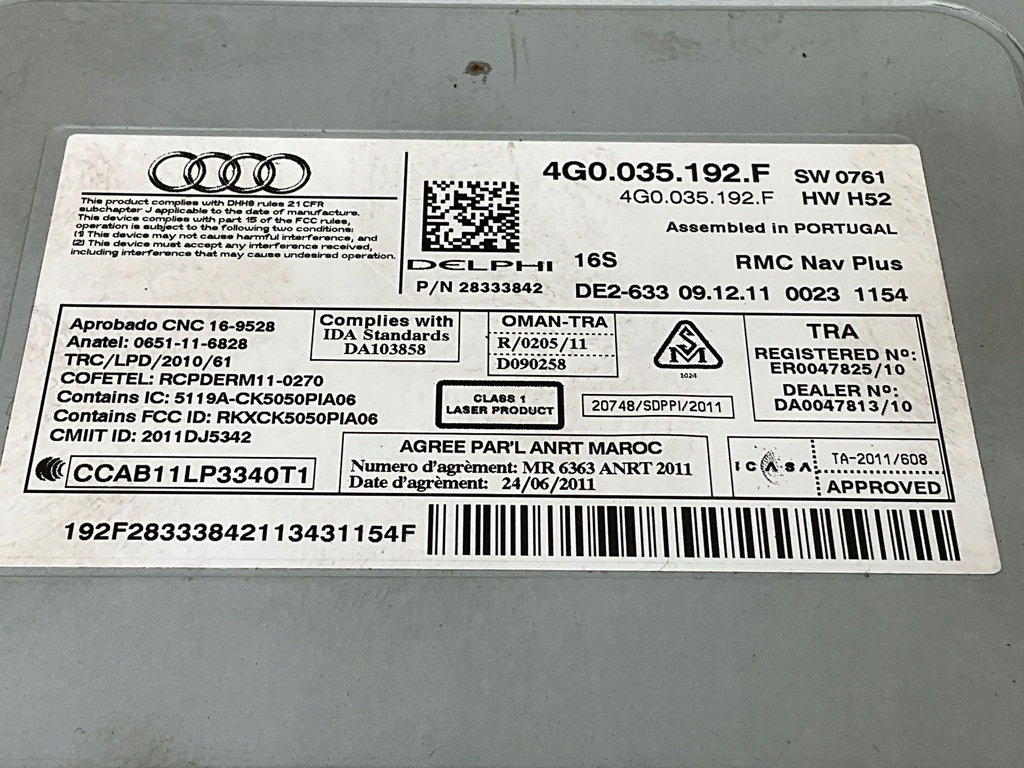 This product complies with DHHS rules 21 CFR
subchapter J applicable to the date of manufacture.
This device complies with part 15 of the FCC rules,
operation is subject to the following two conditions:
(1) This device may not cause harmful interference, and
(2) This device must accept any interference received,
including interference that may cause undesired operation.
DELPHI
P/N 28333842
4G0.035.192.F SW 0761
4G0.035.192.F HW H52
Assembled in PORTUGAL
16S RMC Nav Plus
DE2-633 09.12.11 0023 1154
Aprobado CNC 16-9528
Anatel: 0651-11-6828
TRC/LPD/2010/61
COFETEL: RCPDERM11-0270
Contains IC: 5119A-CK5050PIA06
Contains FCC ID: RKXCK5050PIA06
CMIIT ID: 2011DJ5342
CCAB11LP3340T1
Complies with
IDA Standards
DA103858
OMAN-TRA
R/0205/11
D090258
CLASS 1
LASER PRODUCT
SM
1024
20748/SDPPI/2011
TRA
REGISTERED Nº:
ER0047825/10
DEALER Nº:
DA0047813/10
AGREE PAR'L ANRT MAROC
Numero d'agrèment: MR 6363 ANRT 2011
Date d'agrèment: 24/06/2011
ICASA
TA-2011/608
APPROVED
192F28333842113431154F